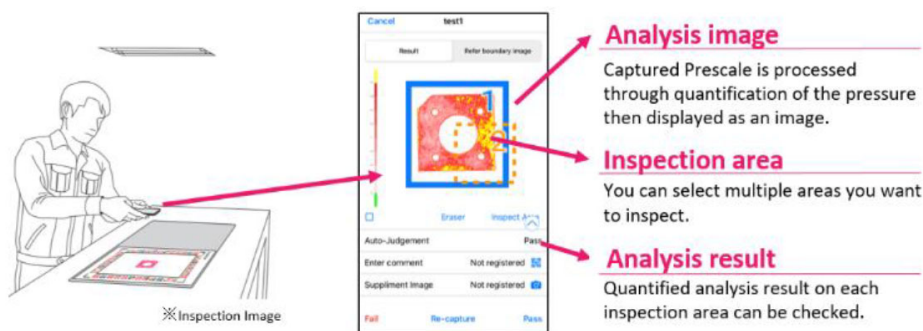 Cancel test1
Result Refer boundary image
1
2
Eraser Inspect Area
Auto-Judgement Pass
Enter comment Not registered
Suppliment Image Not registered
Fail Re-capture Pass
※Inspection Image
Analysis image
Captured Prescale is processed
through quantification of the pressure
then displayed as an image.
Inspection area
You can select multiple areas you want
to inspect.
Analysis result
Quantified analysis result on each
inspection area can be checked.